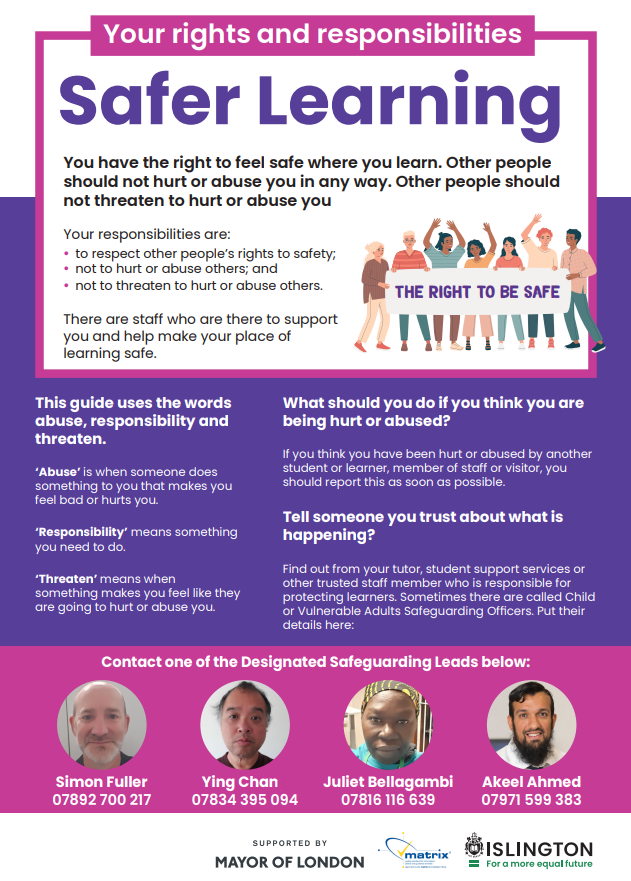 Your rights and responsibilities
Safer Learning
You have the right to feel safe where you learn. Other people
should not hurt or abuse you in any way. Other people should
not threaten to hurt or abuse you
Your responsibilities are:
• to respect other people's rights to safety;
• not to hurt or abuse others; and
• not to threaten to hurt or abuse others.
There are staff who are there to support
you and help make your place of
learning safe.
THE RIGHT TO BE SAFE
This guide uses the words
abuse, responsibility and
threaten.
'Abuse' is when someone does
something to you that makes you
feel bad or hurts you.
'Responsibility' means something
you need to do.
'Threaten' means when
something makes you feel like they
are going to hurt or abuse you.
What should you do if you think you are
being hurt or abused?
If you think you have been hurt or abused by another
student or learner, member of staff or visitor, you
should report this as soon as possible.
Tell someone you trust about what is
happening?
Find out from your tutor, student support services or
other trusted staff member who is responsible for
protecting learners. Sometimes there are called Child
or Vulnerable Adults Safeguarding Officers. Put their
details here:
Contact one of the Designated Safeguarding Leads below:
Simon Fuller
07892 700 217
Ying Chan
07834 395 094
Juliet Bellagambi
07816 116 639
Akeel Ahmed
07971 599 383
SUPPORTED BY
MAYOR OF LONDON
matrix
ISLINGTON
For a more equal future